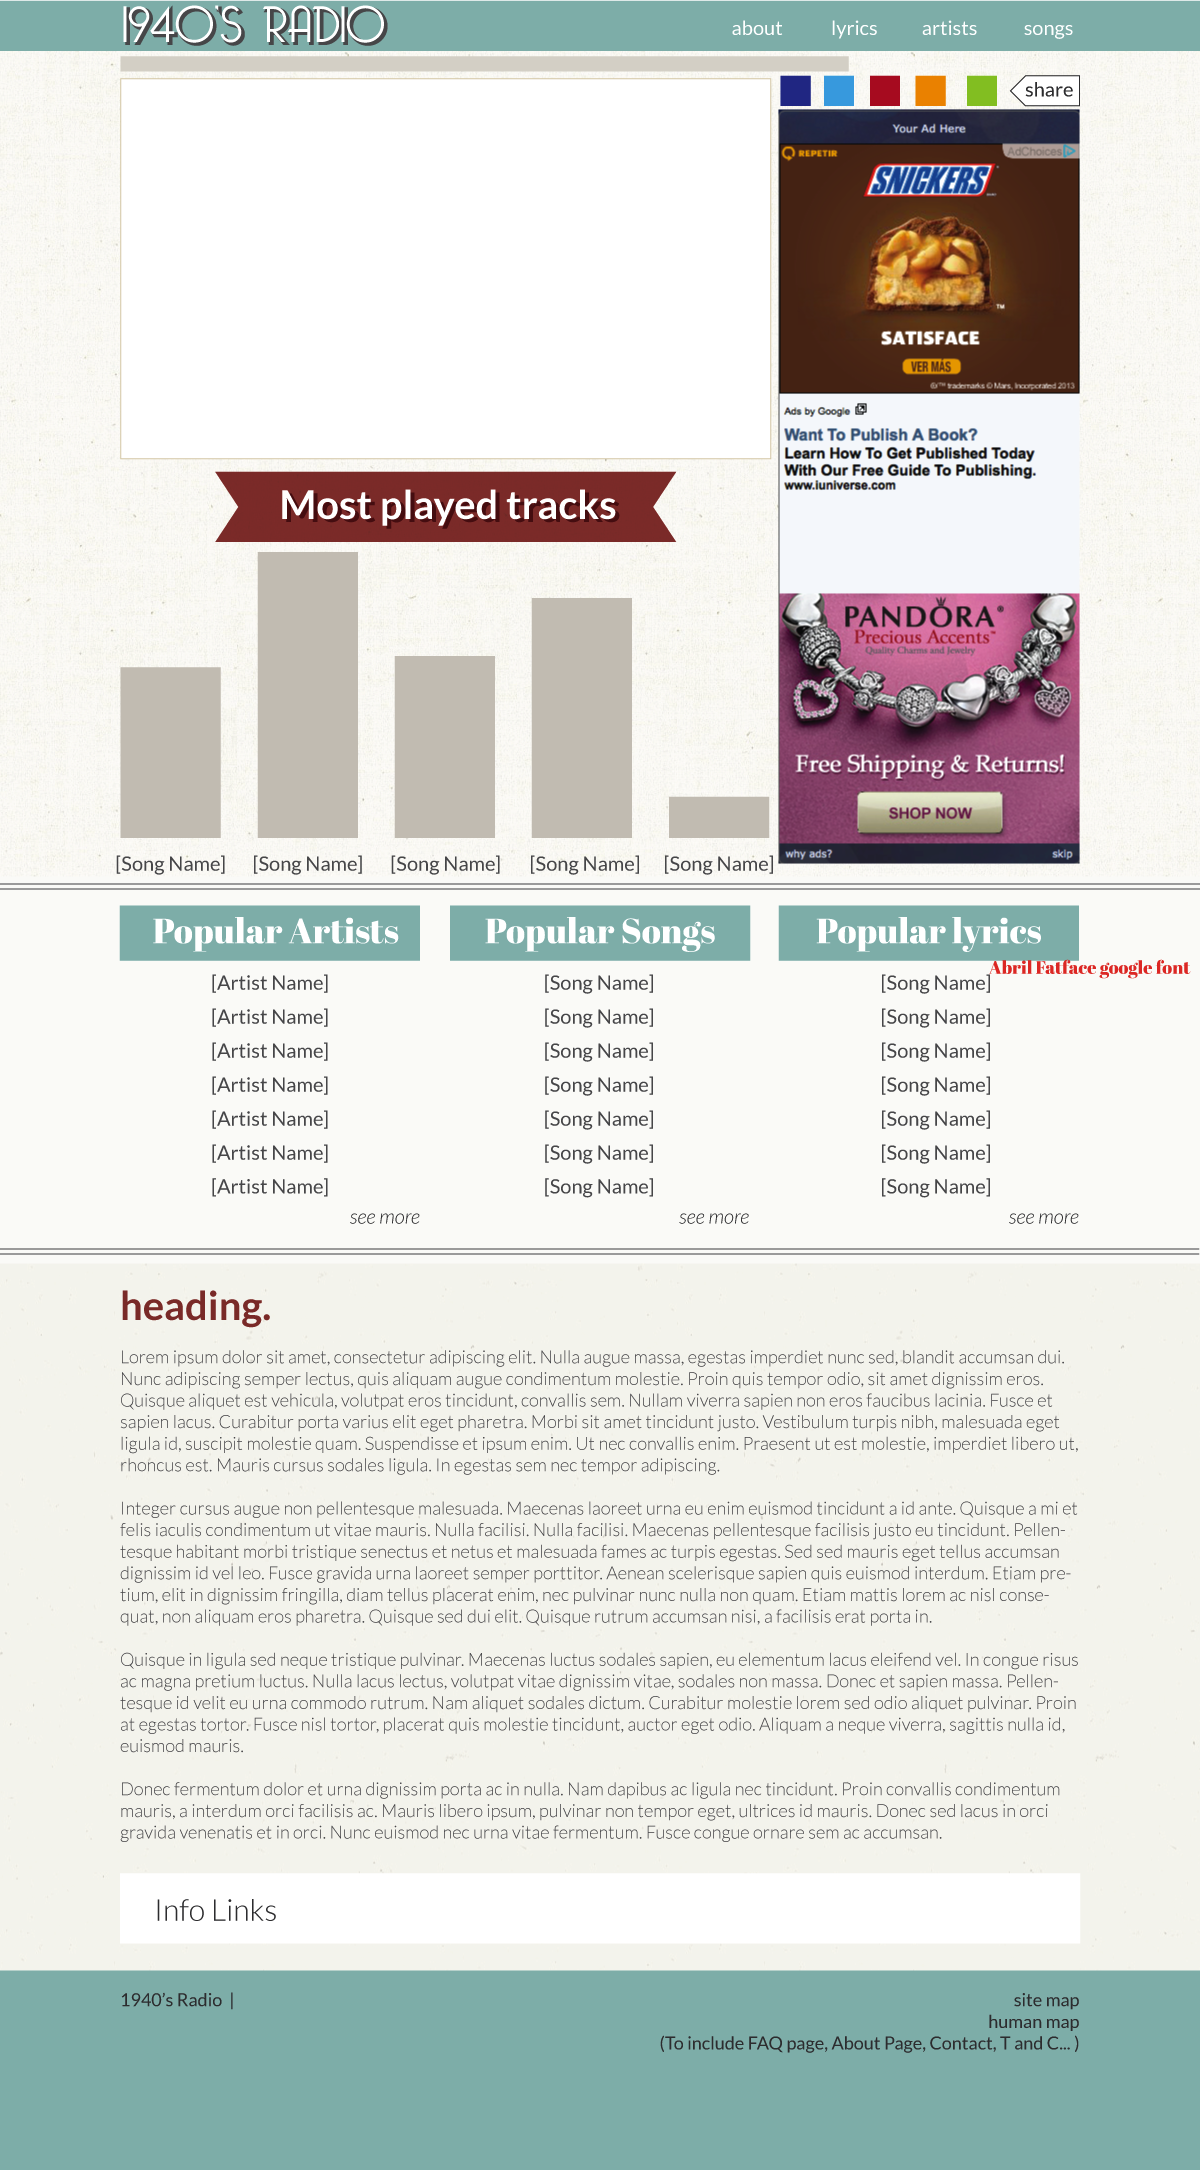 1940'S RADIO
about lyrics artists songs
share
Your Ad Here
REPETIR
AdChoices
SNICKERS
™
SATISFACE
VER MÁS
®/™ trademarks © Mars, Incorporated 2013
Ads by Google
Want To Publish A Book?
Learn How To Get Published Today
With Our Free Guide To Publishing.
www.iuniverse.com
Most played tracks
PANDÖRA®
Precious Accents™
Quality Charms and Jewelry
Free Shipping & Returns!
SHOP NOW
why ads? skip
[Song Name] [Song Name] [Song Name] [Song Name] [Song Name]
Popular Artists Popular Songs Popular lyrics
Abril Fatface google font
[Artist Name] [Song Name] [Song Name]
[Artist Name] [Song Name] [Song Name]
[Artist Name] [Song Name] [Song Name]
[Artist Name] [Song Name] [Song Name]
[Artist Name] [Song Name] [Song Name]
[Artist Name] [Song Name] [Song Name]
[Artist Name] [Song Name] [Song Name]
see more see more see more
heading.
Lorem ipsum dolor sit amet, consectetur adipiscing elit. Nulla augue massa, egestas imperdiet nunc sed, blandit accumsan dui.
Nunc adipiscing semper lectus, quis aliquam augue condimentum molestie. Proin quis tempor odio, sit amet dignissim eros.
Quisque aliquet est vehicula, volutpat eros tincidunt, convallis sem. Nullam viverra sapien non eros faucibus lacinia. Fusce et
sapien lacus. Curabitur porta varius elit eget pharetra. Morbi sit amet tincidunt justo. Vestibulum turpis nibh, malesuada eget
ligula id, suscipit molestie quam. Suspendisse et ipsum enim. Ut nec convallis enim. Praesent ut est molestie, imperdiet libero ut,
rhoncus est. Mauris cursus sodales ligula. In egestas sem nec tempor adipiscing.
Integer cursus augue non pellentesque malesuada. Maecenas laoreet urna eu enim euismod tincidunt a id ante. Quisque a mi et
felis iaculis condimentum ut vitae mauris. Nulla facilisi. Nulla facilisi. Maecenas pellentesque facilisis justo eu tincidunt. Pellen-
tesque habitant morbi tristique senectus et netus et malesuada fames ac turpis egestas. Sed sed mauris eget tellus accumsan
dignissim id vel leo. Fusce gravida urna laoreet semper porttitor. Aenean scelerisque sapien quis euismod interdum. Etiam pre-
tium, elit in dignissim fringilla, diam tellus placerat enim, nec pulvinar nunc nulla non quam. Etiam mattis lorem ac nisl conse-
quat, non aliquam eros pharetra. Quisque sed dui elit. Quisque rutrum accumsan nisi, a facilisis erat porta in.
Quisque in ligula sed neque tristique pulvinar. Maecenas luctus sodales sapien, eu elementum lacus eleifend vel. In congue risus
ac magna pretium luctus. Nulla lacus lectus, volutpat vitae dignissim vitae, sodales non massa. Donec et sapien massa. Pellen-
tesque id velit eu urna commodo rutrum. Nam aliquet sodales dictum. Curabitur molestie lorem sed odio aliquet pulvinar. Proin
at egestas tortor. Fusce nisl tortor, placerat quis molestie tincidunt, auctor eget odio. Aliquam a neque viverra, sagittis nulla id,
euismod mauris.
Donec fermentum dolor et urna dignissim porta ac in nulla. Nam dapibus ac ligula nec tincidunt. Proin convallis condimentum
mauris, a interdum orci facilisis ac. Mauris libero ipsum, pulvinar non tempor eget, ultrices id mauris. Donec sed lacus in orci
gravida venenatis et in orci. Nunc euismod nec urna vitae fermentum. Fusce congue ornare sem ac accumsan.
Info Links
1940's Radio | site map
human map
(To include FAQ page, About Page, Contact, T and C... )